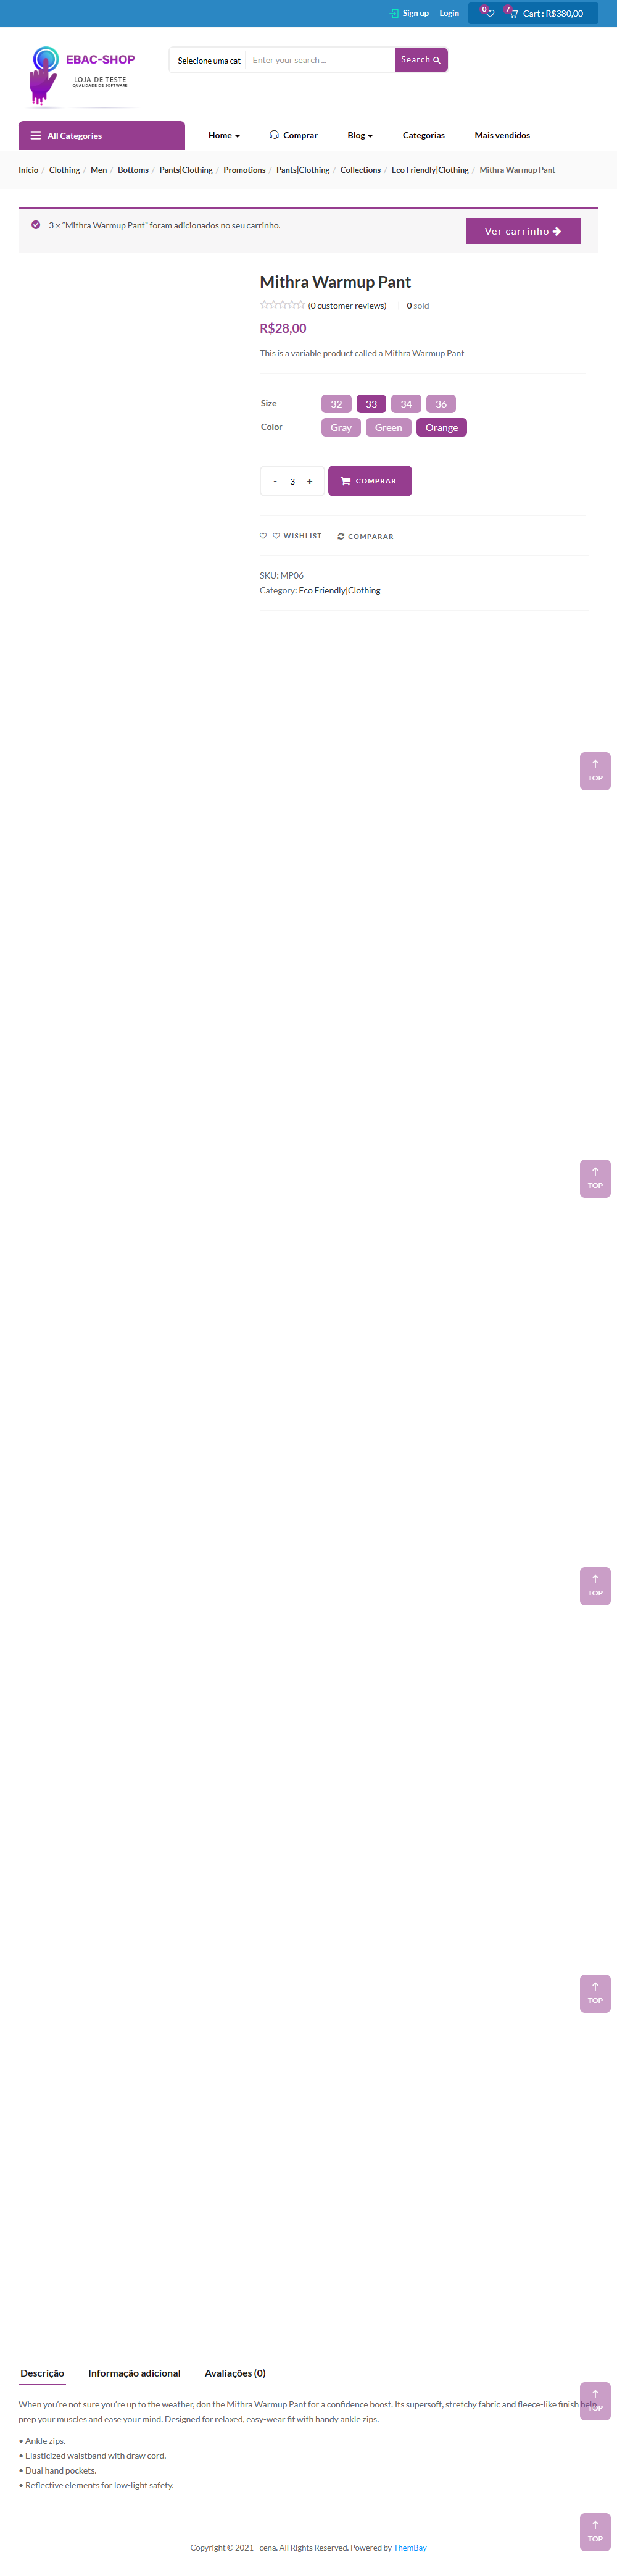 Sign up Login 0 7 Cart : R$380,00
EBAC-SHOP
LOJA DE TESTE
QUALIDADE DE SOFTWARE
Selecione uma cat Enter your search ... Search
All Categories Home Comprar Blog Categorias Mais vendidos
Início / Clothing / Men / Bottoms / Pants|Clothing / Promotions / Pants|Clothing / Collections / Eco Friendly|Clothing / Mithra Warmup Pant
3 × “Mithra Warmup Pant” foram adicionados no seu carrinho. Ver carrinho
Mithra Warmup Pant
(0 customer reviews) 0 sold
R$28,00
This is a variable product called a Mithra Warmup Pant
Size 32 33 34 36
Color Gray Green Orange
- 3 + COMPRAR
WISHLIST COMPARAR
SKU: MP06
Category: Eco Friendly|Clothing
TOP
TOP
TOP
TOP
Descrição Informação adicional Avaliações (0)
When you're not sure you're up to the weather, don the Mithra Warmup Pant for a confidence boost. Its supersoft, stretchy fabric and fleece-like finish help
TOP
prep your muscles and ease your mind. Designed for relaxed, easy-wear fit with handy ankle zips.
• Ankle zips.
• Elasticized waistband with draw cord.
• Dual hand pockets.
• Reflective elements for low-light safety.
TOP
Copyright © 2021 - cena. All Rights Reserved. Powered by ThemBay